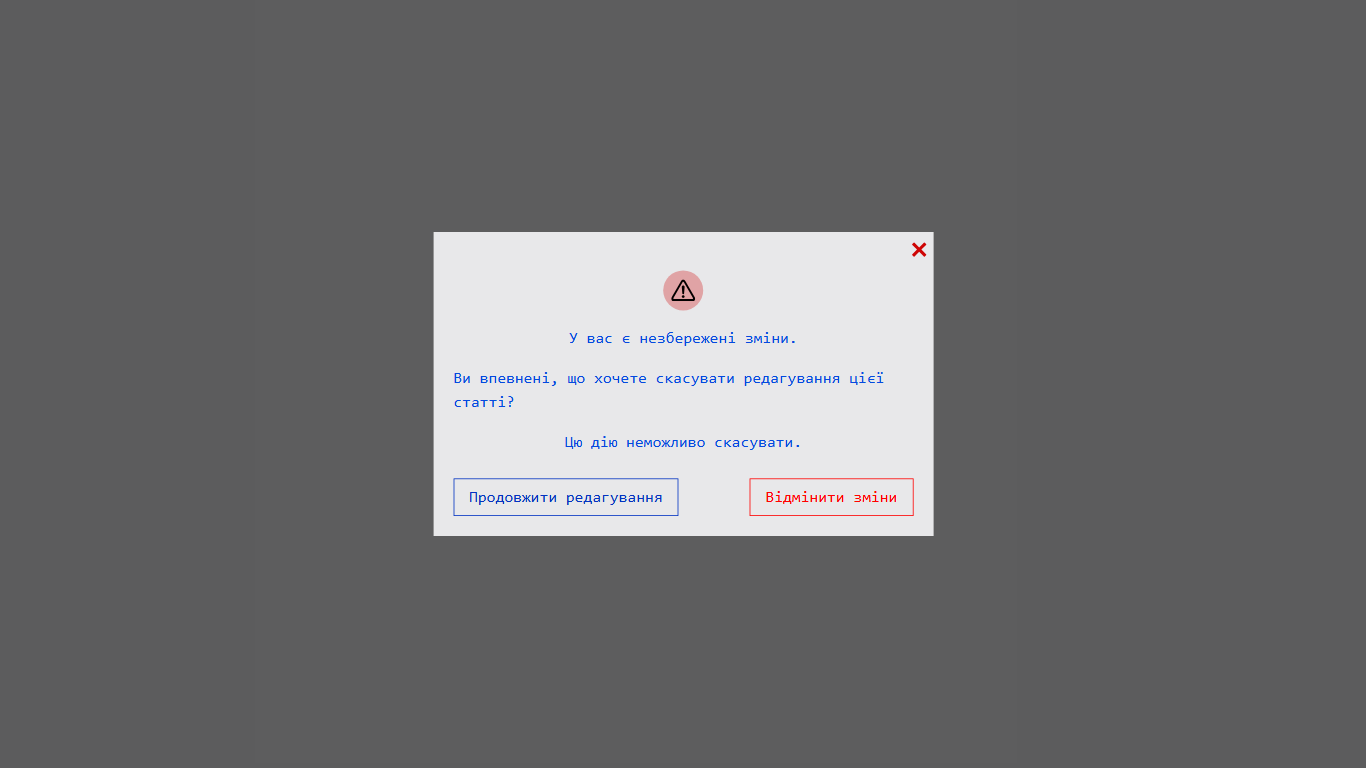 У вас є незбережені зміни.
Ви впевнені, що хочете скасувати редагування цієї
статті?
Цю дію неможливо скасувати.
Продовжити редагування
Відмінити зміни